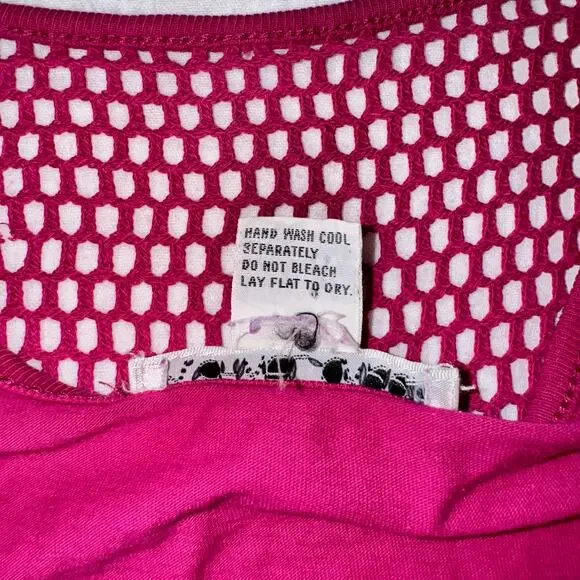 HAND WASH COOL
SEPARATELY
DO NOT BLEACH
LAY FLAT TO DRY.